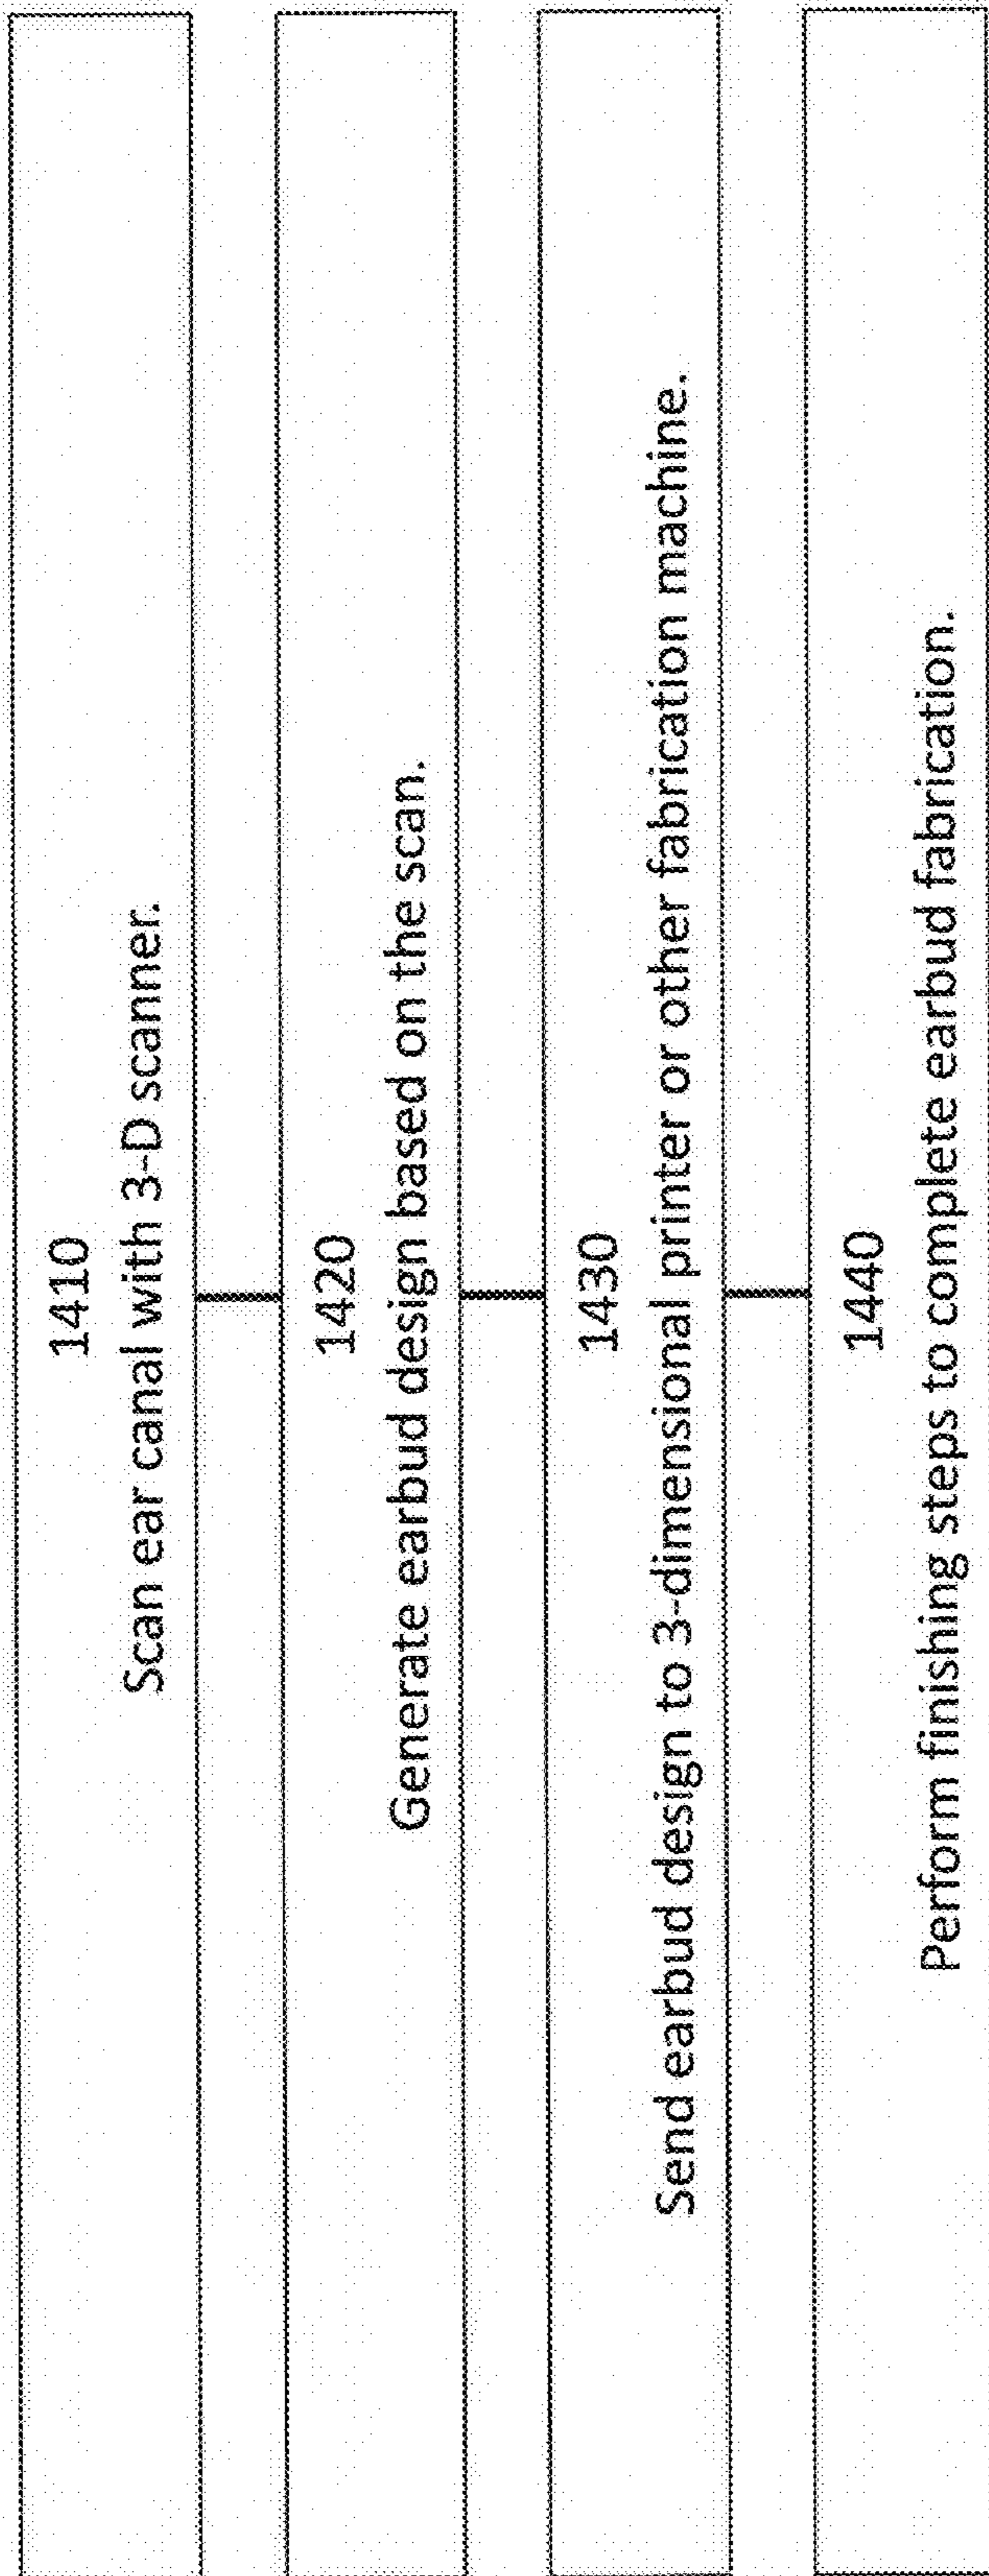 1410
Scan ear canal with 3-D scanner.
1420
Generate earbud design based on the scan.
1430
Send earbud design to 3-dimensional printer or other fabrication machine.
1440
Perform finishing steps to complete earbud fabrication.